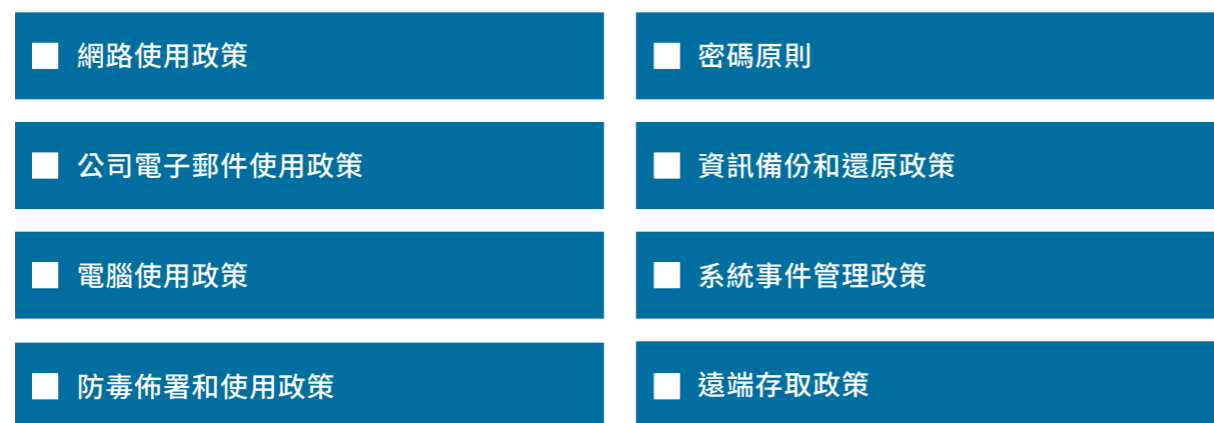 網路使用政策
密碼原則
公司電子郵件使用政策
資訊備份和還原政策
電腦使用政策
系統事件管理政策
防毒佈署和使用政策
遠端存取政策